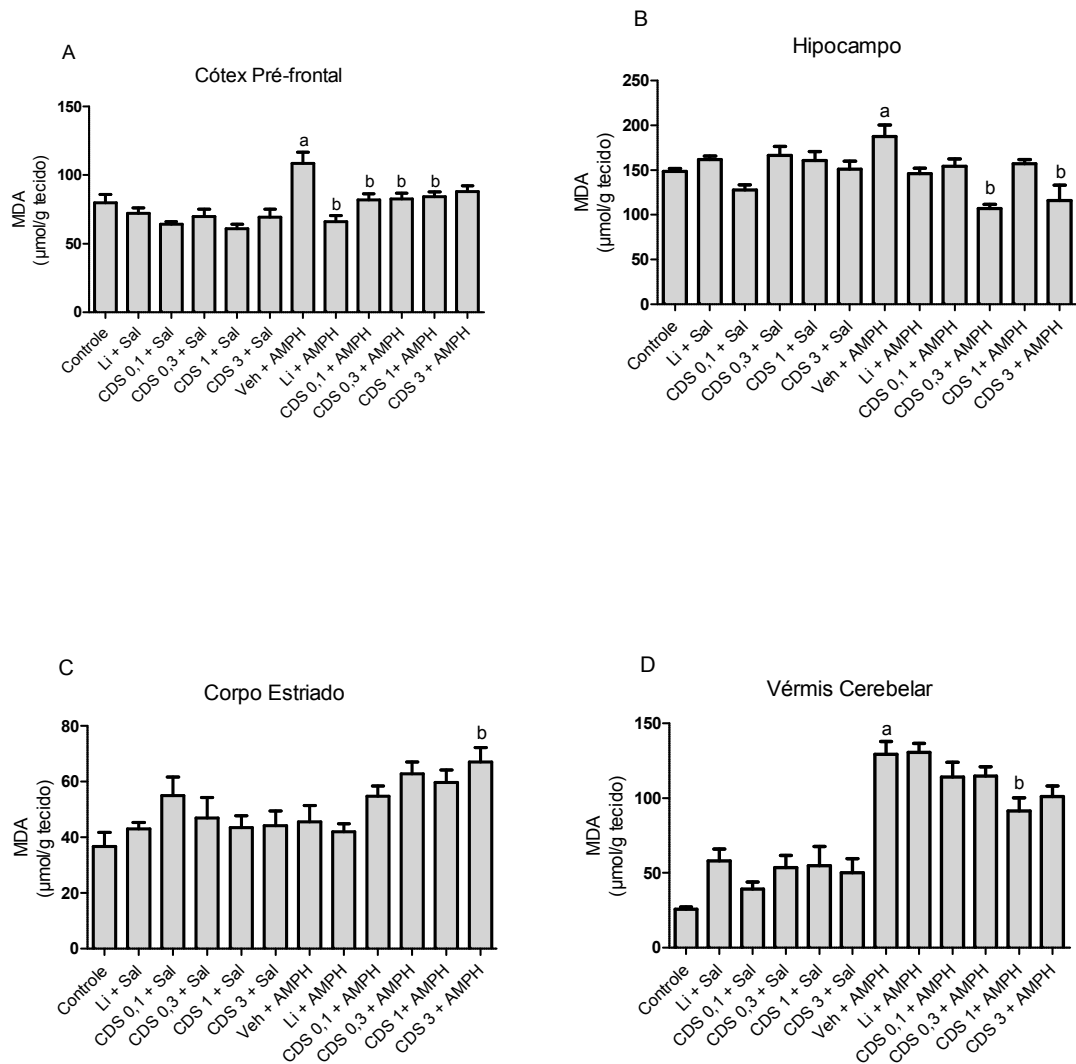 A
Cótex Pré-frontal
MDA
(µmol/g tecido)
150
100
50
0
Controle
Li + Sal
CDS 0,1 + Sal
CDS 0,3 + Sal
CDS 1 + Sal
CDS 3 + Sal
Veh + AMPH
Li + AMPH
CDS 0,1 + AMPH
CDS 0,3 + AMPH
CDS 1+ AMPH
CDS 3 + AMPH
a
b
b
b
b
B
Hipocampo
MDA
(µmol/g tecido)
250
200
150
100
50
0
Controle
Li + Sal
CDS 0,1 + Sal
CDS 0,3 + Sal
CDS 1 + Sal
CDS 3 + Sal
Veh + AMPH
Li + AMPH
CDS 0,1 + AMPH
CDS 0,3 + AMPH
CDS 1+ AMPH
CDS 3 + AMPH
a
b
b
C
Corpo Estriado
MDA
(µmol/g tecido)
80
60
40
20
0
Controle
Li + Sal
CDS 0,1 + Sal
CDS 0,3 + Sal
CDS 1 + Sal
CDS 3 + Sal
Veh + AMPH
Li + AMPH
CDS 0,1 + AMPH
CDS 0,3 + AMPH
CDS 1+ AMPH
CDS 3 + AMPH
b
D
Vérmis Cerebelar
MDA
(µmol/g tecido)
150
100
50
0
Controle
Li + Sal
CDS 0,1 + Sal
CDS 0,3 + Sal
CDS 1 + Sal
CDS 3 + Sal
Veh + AMPH
Li + AMPH
CDS 0,1 + AMPH
CDS 0,3 + AMPH
CDS 1+ AMPH
CDS 3 + AMPH
a
b